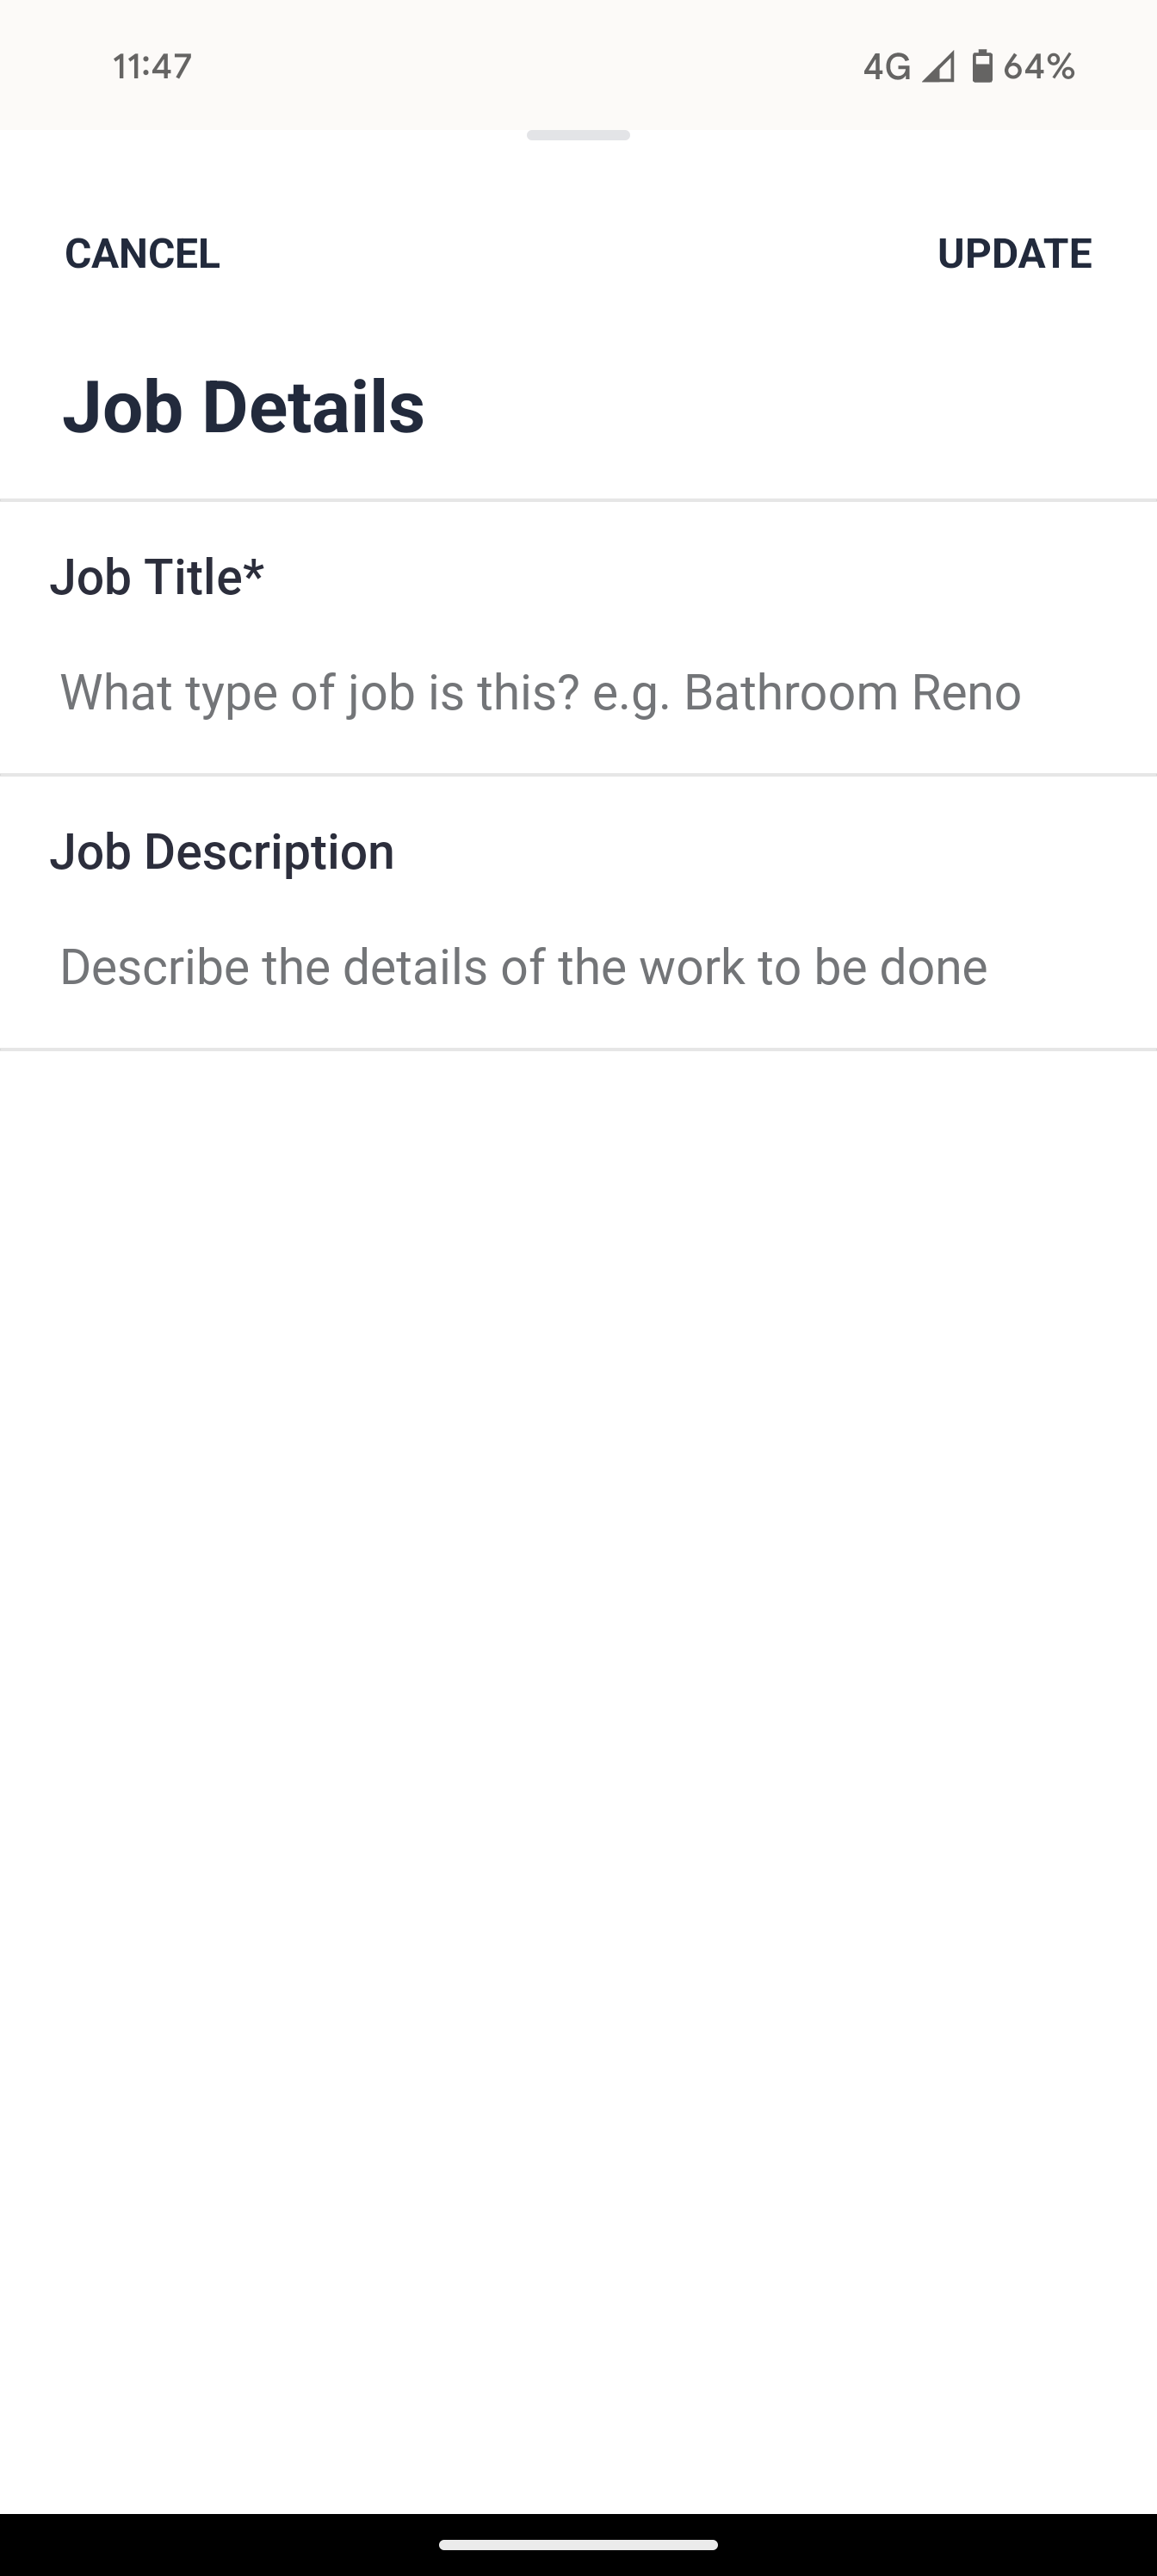 11:47
4G 64%
CANCEL
UPDATE
Job Details
Job Title*
What type of job is this? e.g. Bathroom Reno
Job Description
Describe the details of the work to be done